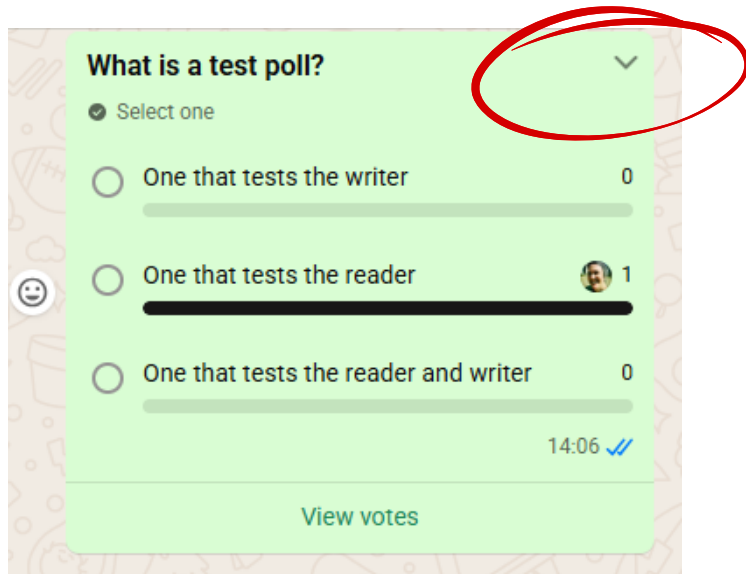 What is a test poll?
Select one
One that tests the writer 0
One that tests the reader 1
One that tests the reader and writer 0
14:06
View votes